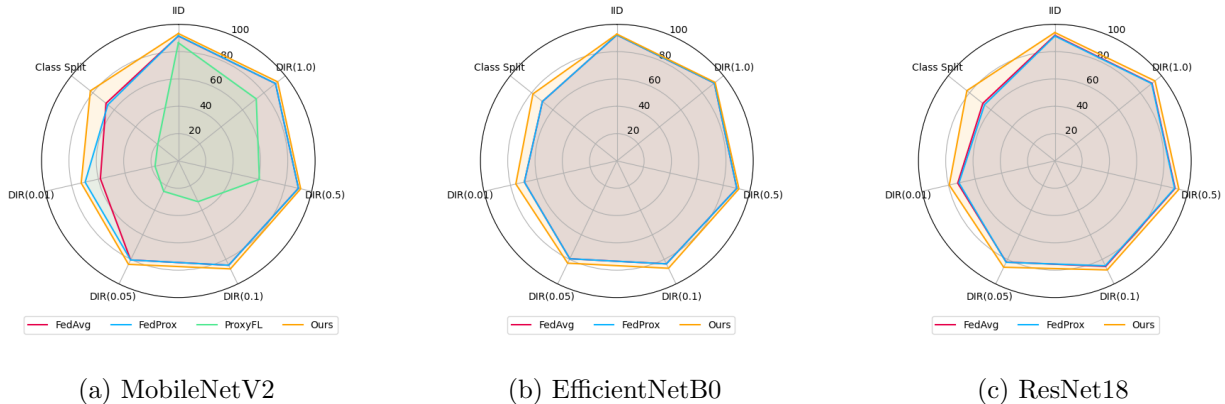 IID
100
80
60
40
20
DIR(1.0)
Class Split
DIR(0.01)
DIR(0.5)
DIR(0.05)
DIR(0.1)
FedAvg FedProx ProxyFL Ours
(a) MobileNetV2
IID
100
80
60
40
20
DIR(1.0)
Class Split
DIR(0.01)
DIR(0.5)
DIR(0.05)
DIR(0.1)
FedAvg FedProx Ours
(b) EfficientNetB0
IID
100
80
60
40
20
DIR(1.0)
Class Split
DIR(0.01)
DIR(0.5)
DIR(0.05)
DIR(0.1)
FedAvg FedProx Ours
(c) ResNet18